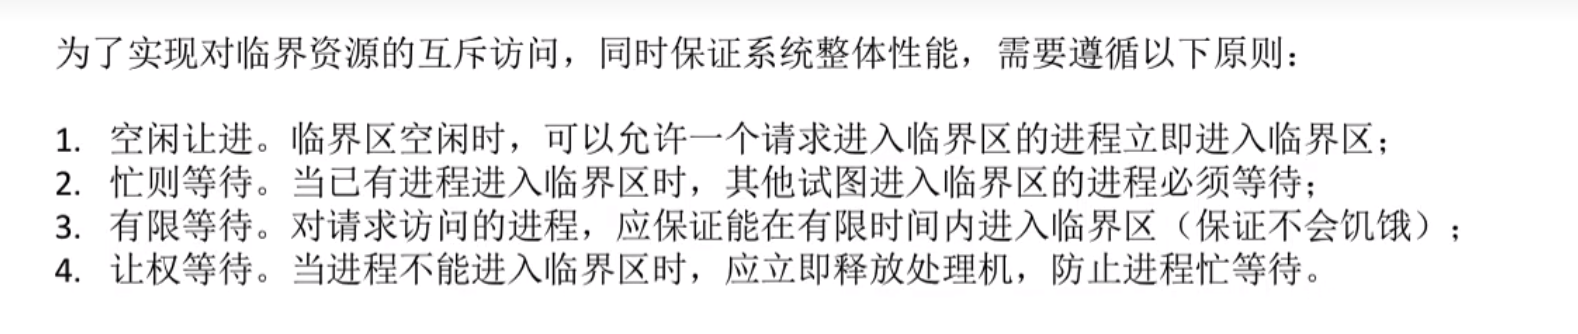 为了实现对临界资源的互斥访问，同时保证系统整体性能，需要遵循以下原则：
1. 空闲让进。临界区空闲时，可以允许一个请求进入临界区的进程立即进入临界区；
2. 忙则等待。当已有进程进入临界区时，其他试图进入临界区的进程必须等待；
3. 有限等待。对请求访问的进程，应保证能在有限时间内进入临界区（保证不会饥饿）；
4. 让权等待。当进程不能进入临界区时，应立即释放处理机，防止进程忙等待。